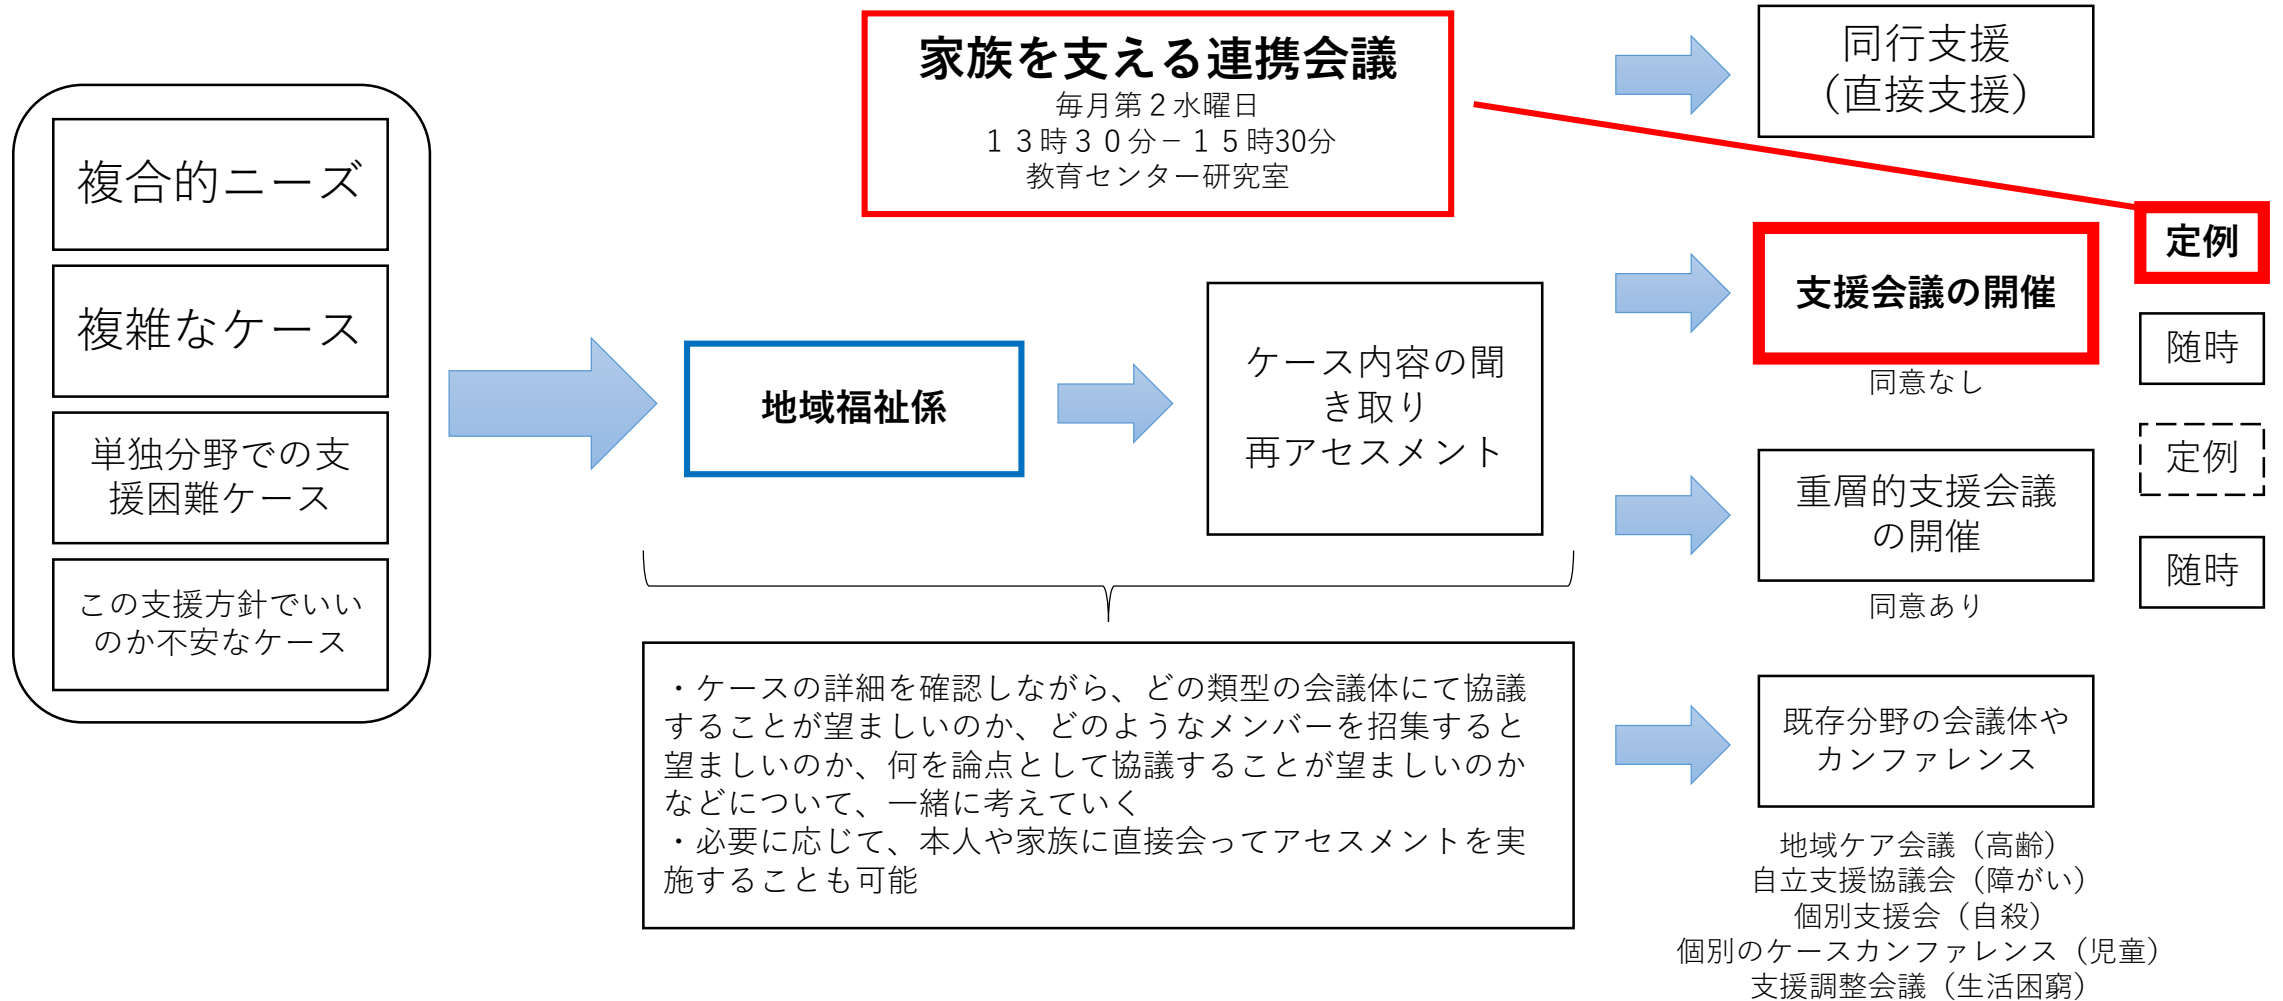 家族を支える連携会議
毎月第２水曜日
１３時３０分－１５時30分
教育センター研究室
複合的ニーズ
複雑なケース
単独分野での支
援困難ケース
この支援方針でいい
のか不安なケース
地域福祉係
ケース内容の聞
き取り
再アセスメント
・ケースの詳細を確認しながら、どの類型の会議体にて協議
することが望ましいのか、どのようなメンバーを招集すると
望ましいのか、何を論点として協議することが望ましいのか
などについて、一緒に考えていく
・必要に応じて、本人や家族に直接会ってアセスメントを実
施することも可能
同行支援
（直接支援）
支援会議の開催
同意なし
定例
随時
重層的支援会議
の開催
同意あり
定例
随時
既存分野の会議体や
カンファレンス
地域ケア会議（高齢）
自立支援協議会（障がい）
個別支援会（自殺）
個別のケースカンファレンス（児童）
支援調整会議（生活困窮）